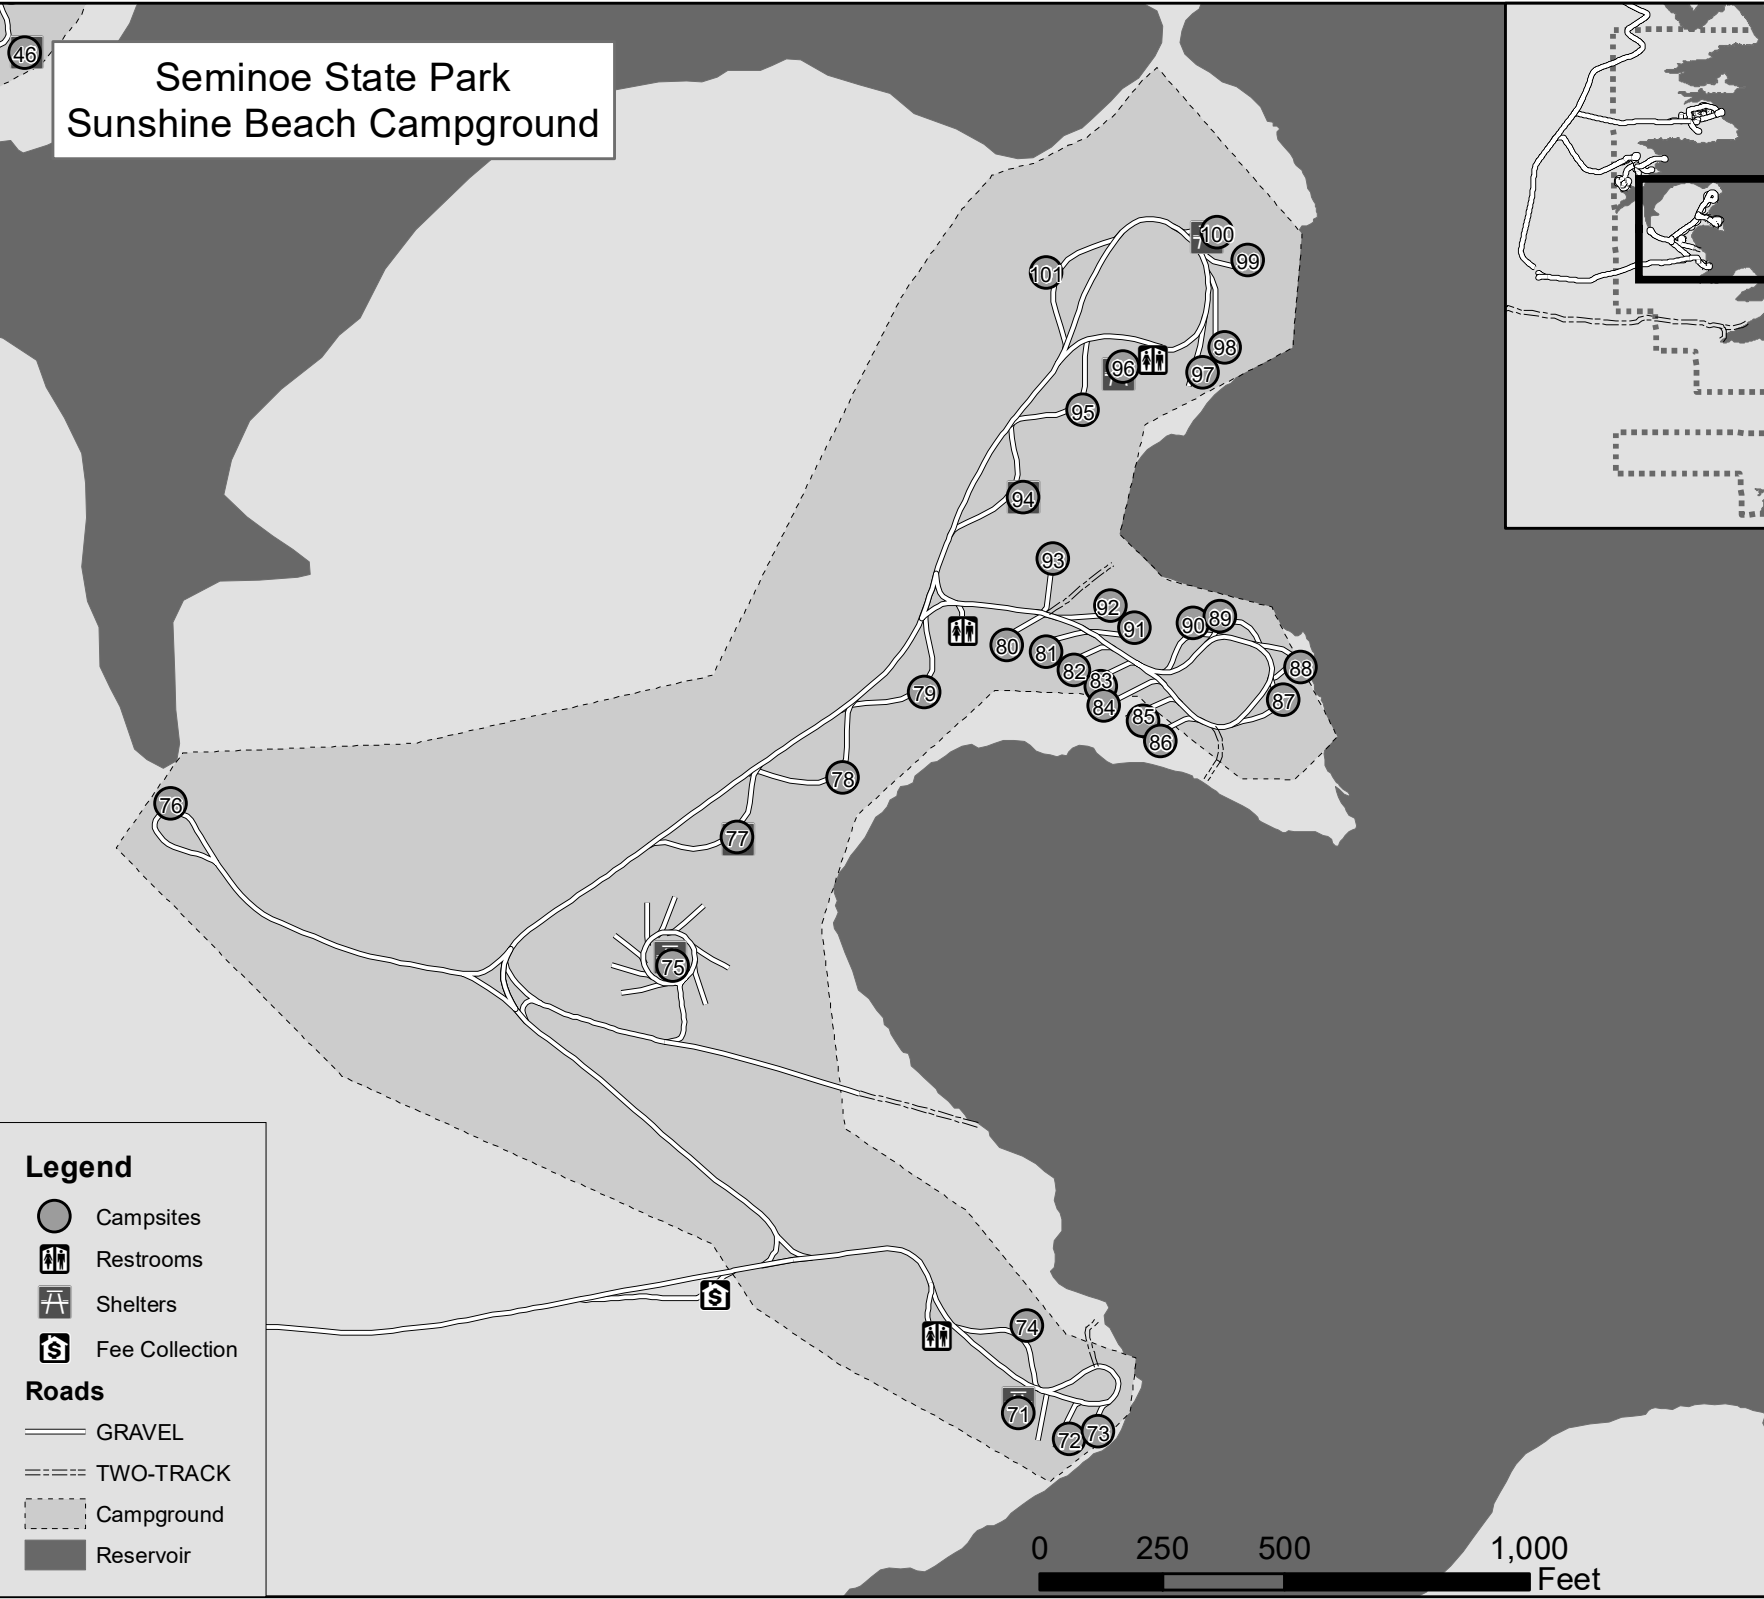 46
Seminoe State Park
Sunshine Beach Campground
100
99
101
98
97
96
95
94
93
92
91
90
89
80
81
82
83
84
85
86
87
88
79
78
77
76
75
74
71
72
73
Legend
Campsites
Restrooms
Shelters
$ Fee Collection
Roads
GRAVEL
TWO-TRACK
Campground
Reservoir
$
0 250 500 1,000
Feet